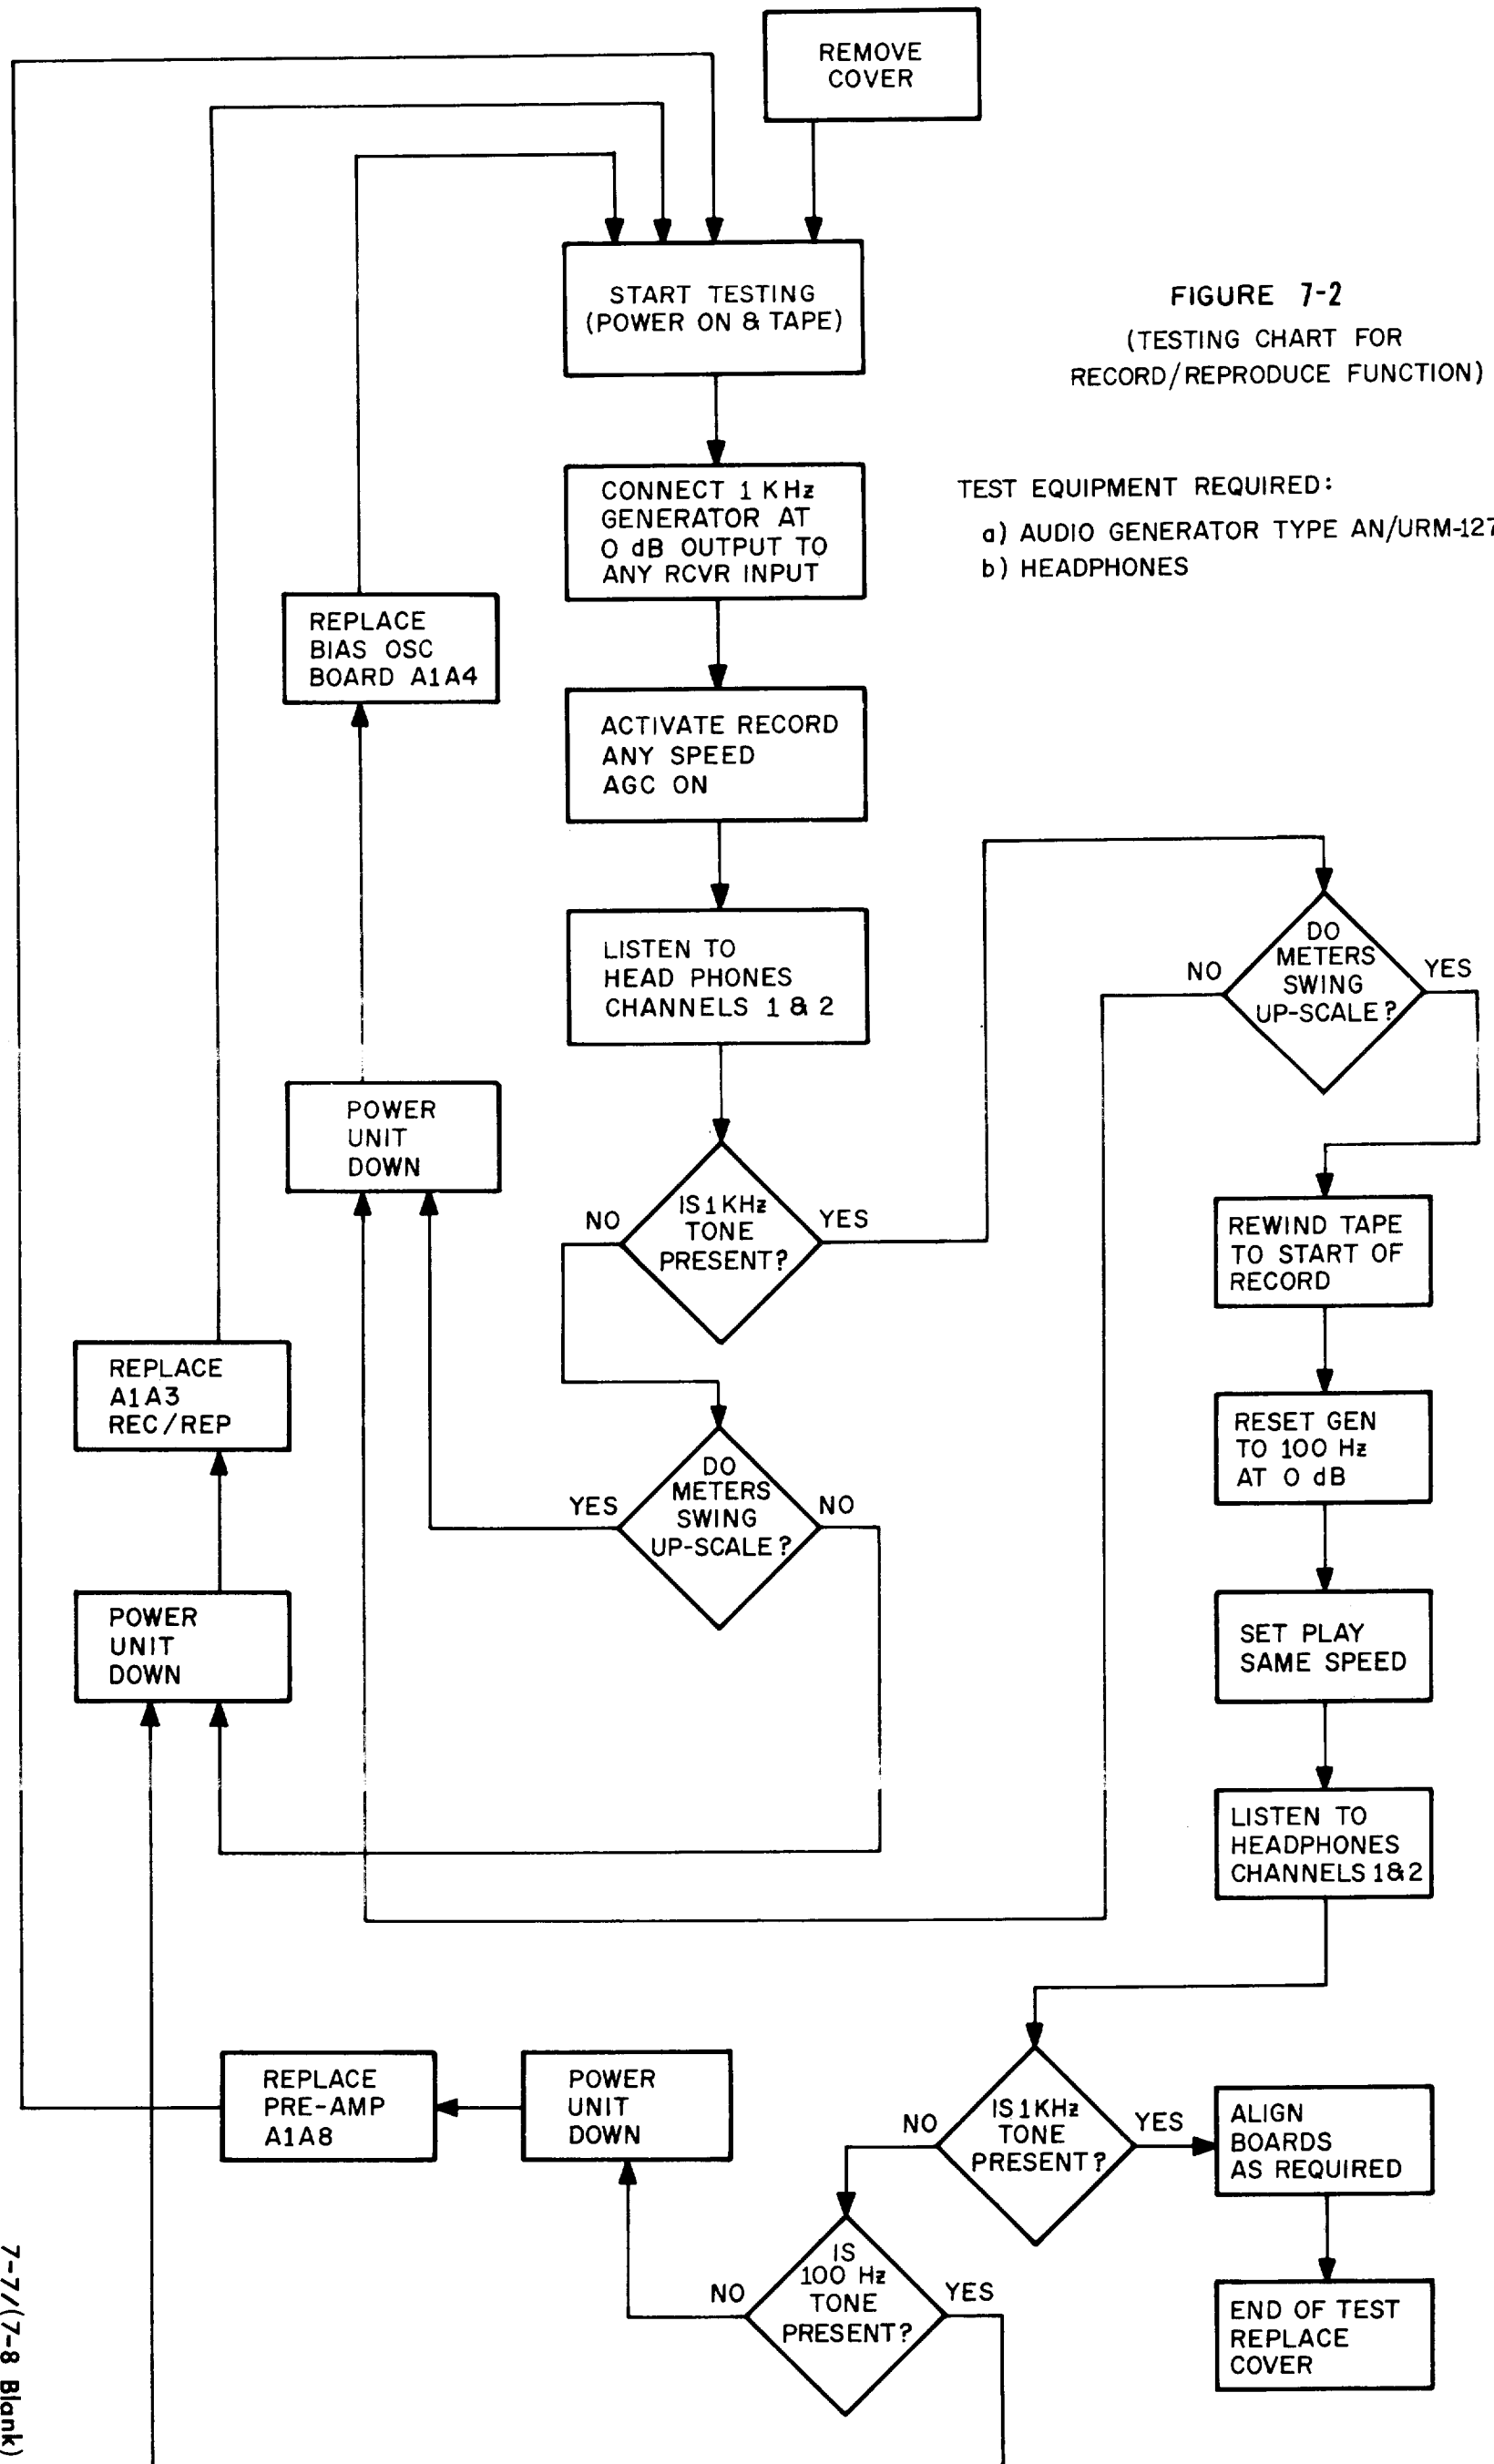 REMOVE
COVER
START TESTING
(POWER ON & TAPE)
FIGURE 7-2
(TESTING CHART FOR
RECORD/REPRODUCE FUNCTION)
CONNECT 1 KHz
GENERATOR AT
0 dB OUTPUT TO
ANY RCVR INPUT
TEST EQUIPMENT REQUIRED:
a) AUDIO GENERATOR TYPE AN/URM-127
b) HEADPHONES
REPLACE
BIAS OSC
BOARD A1A4
ACTIVATE RECORD
ANY SPEED
AGC ON
LISTEN TO
HEAD PHONES
CHANNELS 1 & 2
DO
METERS
SWING
UP-SCALE?
NO
YES
POWER
UNIT
DOWN
IS 1 KHz
TONE
PRESENT?
NO
YES
REWIND TAPE
TO START OF
RECORD
REPLACE
A1A3
REC/REP
DO
METERS
SWING
UP-SCALE?
YES
NO
RESET GEN
TO 100 Hz
AT 0 dB
POWER
UNIT
DOWN
SET PLAY
SAME SPEED
LISTEN TO
HEADPHONES
CHANNELS 1&2
REPLACE
PRE-AMP
A1A8
POWER
UNIT
DOWN
IS 1 KHz
TONE
PRESENT?
NO
YES
ALIGN
BOARDS
AS REQUIRED
IS
100 Hz
TONE
PRESENT?
NO
YES
END OF TEST
REPLACE
COVER
7-7/(7-8 Blank)